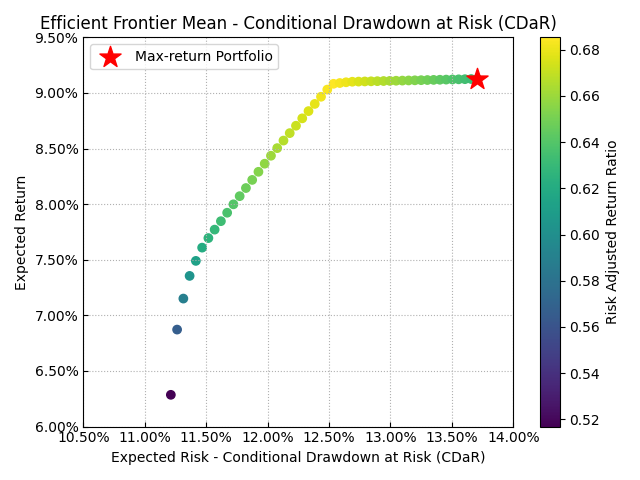 Efficient Frontier Mean - Conditional Drawdown at Risk (CDaR)
Max-return Portfolio
9.50%
9.00%
8.50%
8.00%
7.50%
7.00%
6.50%
6.00%
Expected Return
10.50% 11.00% 11.50% 12.00% 12.50% 13.00% 13.50% 14.00%
Expected Risk - Conditional Drawdown at Risk (CDaR)
0.68
0.66
0.64
0.62
0.60
0.58
0.56
0.54
0.52
Risk Adjusted Return Ratio